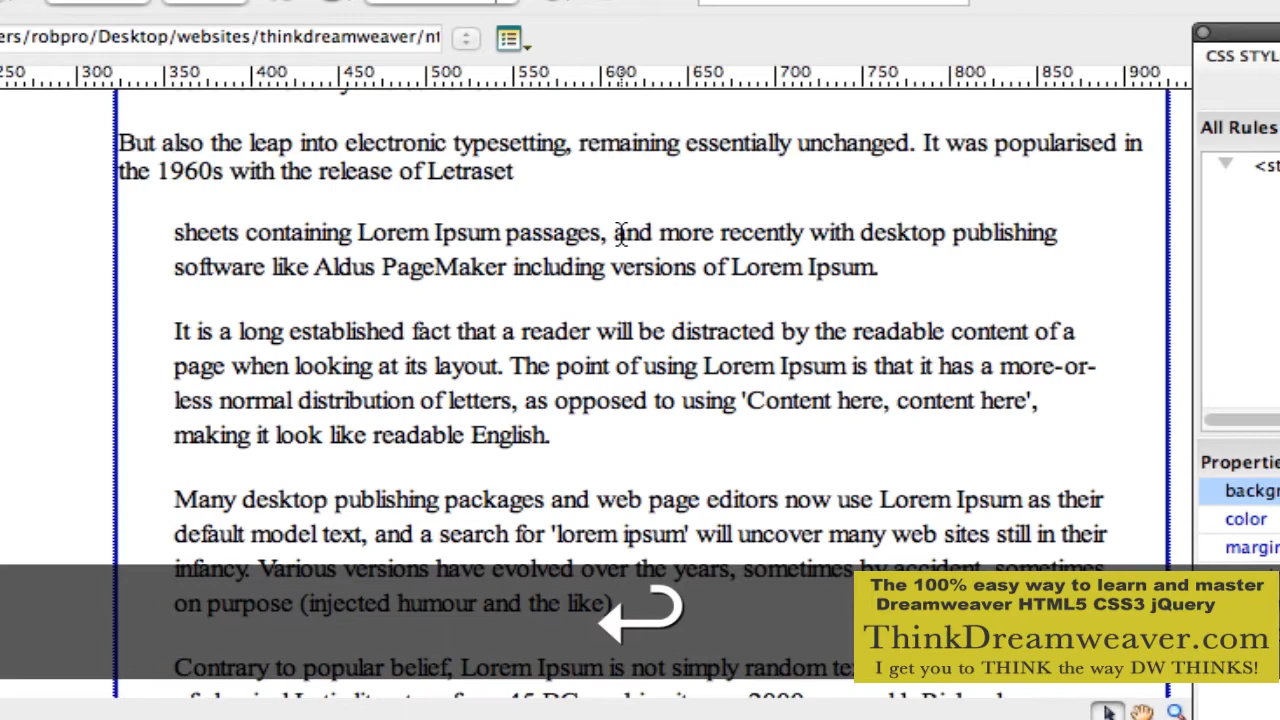 ers/robpro/Desktop/websites/thinkdreweaver/nt
250 300 350 400 450 500 550 600 650 700 750 800 850 900
CSS STYL
All Rules
<st
But also the leap into electronic typesetting, remaining essentially unchanged. It was popularised in
the 1960s with the release of Letraset
sheets containing Lorem Ipsum passages, and more recently with desktop publishing
software like Aldus PageMaker including versions of Lorem Ipsum.
It is a long established fact that a reader will be distracted by the readable content of a
page when looking at its layout. The point of using Lorem Ipsum is that it has a more-or-
less normal distribution of letters, as opposed to using 'Content here, content here',
making it look like readable English.
Many desktop publishing packages and web page editors now use Lorem Ipsum as their
default model text, and a search for 'lorem ipsum' will uncover many web sites still in their
infancy. Various versions have evolved over the years, sometimes by accident, sometimes
on purpose (injected humour and the like)
Contrary to popular belief, Lorem Ipsum is not simply random te
Properti
backgr
color
margin
The 100% easy way to learn and master
Dreamweaver HTML5 CSS3 jQuery
ThinkDreamweaver.com
I get you to THINK the way DW THINKS!